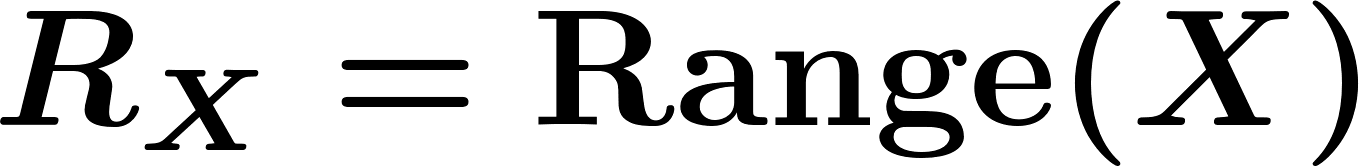 R_X = Range(X)